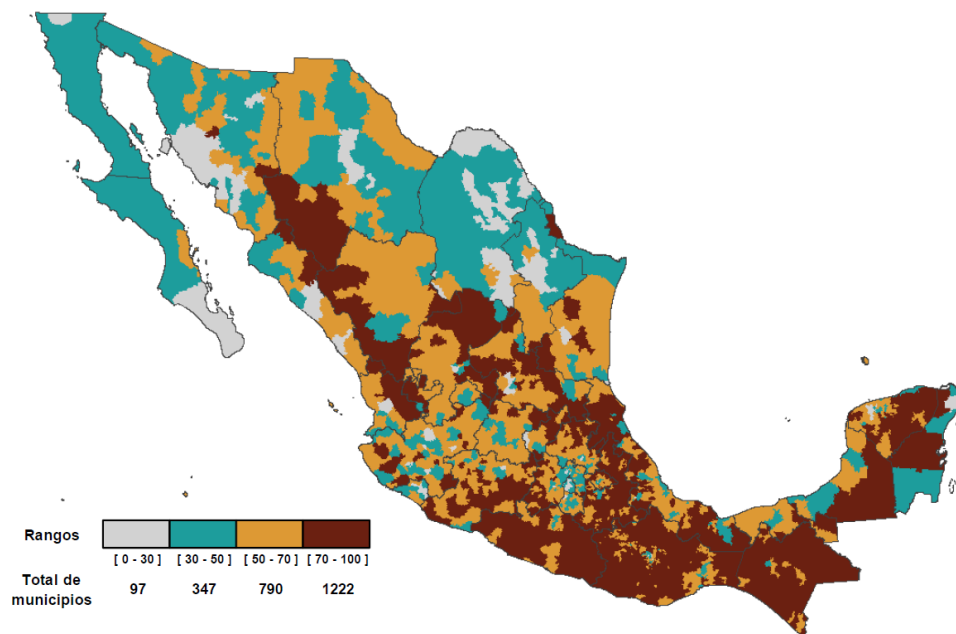 Rangos
[ 0 - 30 ] [ 30 - 50 ] [ 50 - 70 ] [ 70 - 100 ]
Total de
municipios
97 347 790 1222